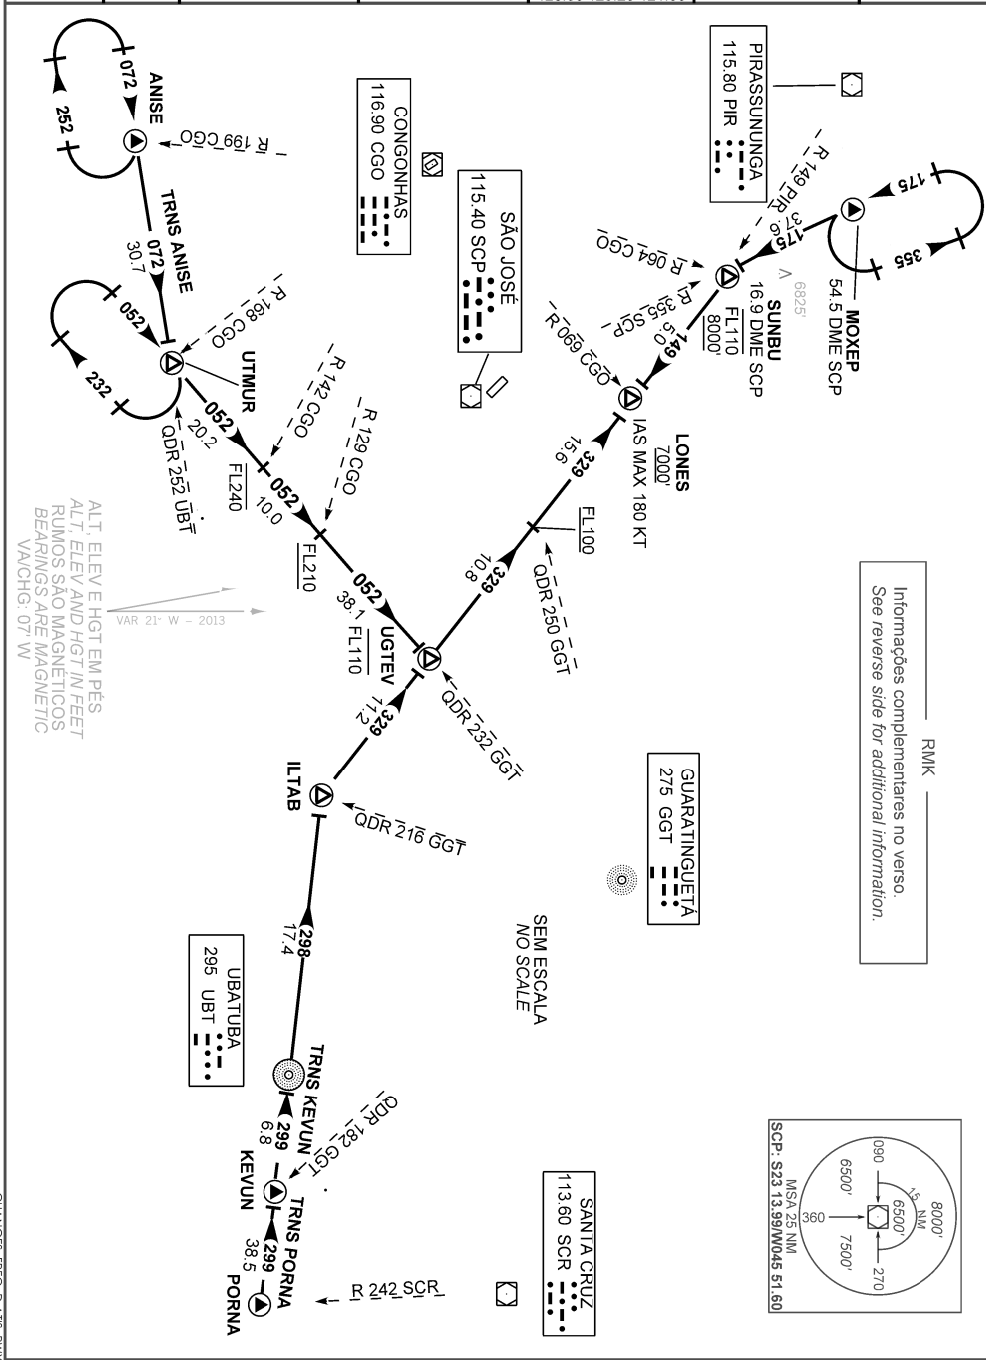 RMK
Informações complementares no verso.
See reverse side for additional information.
8000'
15 NM
6500'
090
270
6500'
360
7500'
MSA 25 NM
SCP: S23 13.99/W045 51.60
PIRASSUNUNGA
115.80 PIR
R 149 PIR
175
355
175
37.6
MOXEP
54.5 DME SCP
6825'
SUNBU
16.9 DME SCP
FL110
8000'
R 064 CGO
R 355 SCP
149
5.0
R 069 CGO
LONES
7000'
IAS MAX 180 KT
SÃO JOSÉ
115.40 SCP
CONGONHAS
116.90 CGO
329
15.6
FL100
QDR 250 GGT
329
10.8
GUARATINGUETÁ
275 GGT
SEM ESCALA
NO SCALE
SANTA CRUZ
113.60 SCR
ANISE
072
252
R 199 CGO
TRNS ANISE
072
30.7
R 168 CGO
052
232
UTMUR
QDR 252 UBT
052
20.2
R 142 CGO
FL240
052
10.0
R 129 CGO
FL210
052
38.1
UGTEV
FL110
QDR 232 GGT
329
17.2
ILTAB
QDR 216 GGT
298
17.4
UBATUBA
295 UBT
TRNS KEVUN
299
6.8
QDR 182 GGT
KEVUN
TRNS PORNA
299
38.5
PORNA
R 242 SCR
VAR 21° W – 2013
ALT, ELEV E HGT EM PÉS
ALT, ELEV AND HGT IN FEET
RUMOS SÃO MAGNÉTICOS
BEARINGS ARE MAGNETIC
VA/CHG: 07' W